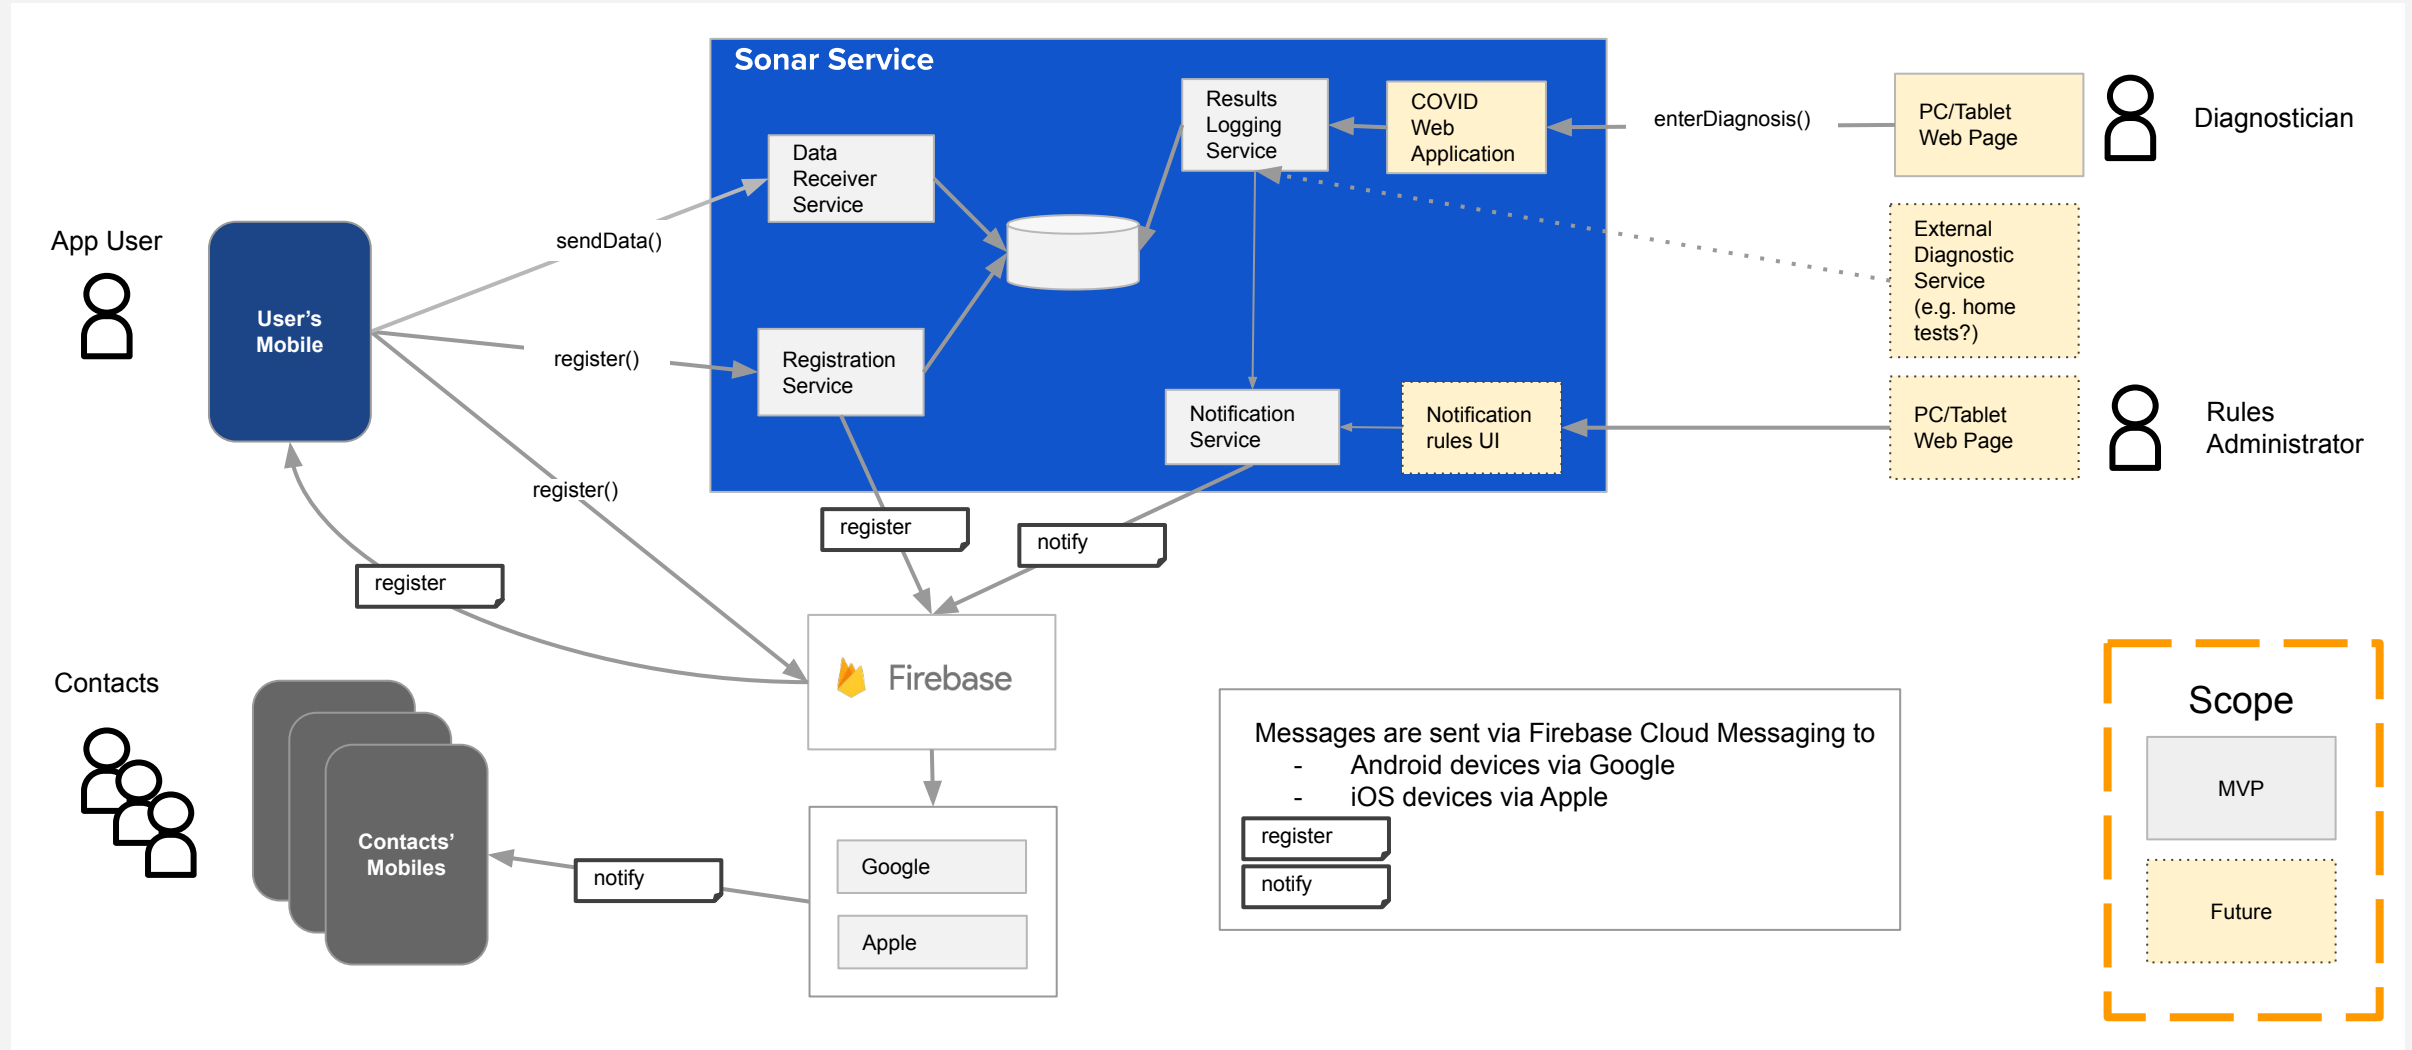 Sonar Service
Results
Logging
Service
COVID
Web
Application
enterDiagnosis()
PC/Tablet
Web Page
Diagnostician
Data
Receiver
Service
External
Diagnostic
Service
(e.g. home
tests?)
App User
sendData()
User's
Mobile
register()
Registration
Service
Notification
Service
Notification
rules UI
PC/Tablet
Web Page
Rules
Administrator
register()
register
notify
register
Firebase
Contacts
Contacts'
Mobiles
notify
Google
Apple
Messages are sent via Firebase Cloud Messaging to
- Android devices via Google
- iOS devices via Apple
register
notify
Scope
MVP
Future